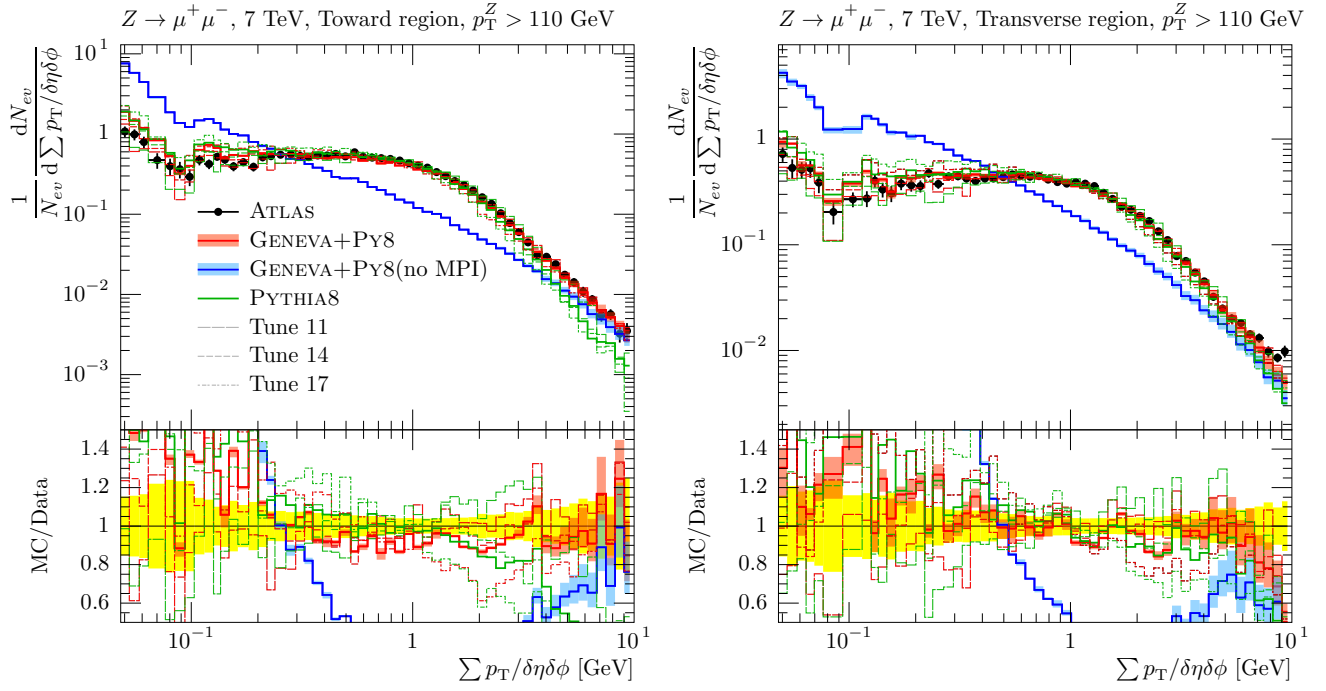 Z → μ⁺μ⁻, 7 TeV, Toward region, p_T^Z > 110 GeV
1/N_ev dN_ev/d∑p_T/δηδϕ
10¹
1
10⁻¹
10⁻²
10⁻³
ATLAS
GENEVA+PY8
GENEVA+PY8(no MPI)
PYTHIA8
Tune 11
Tune 14
Tune 17
MC/Data
1.4
1.2
1
0.8
0.6
10⁻¹ 1 10¹
∑ p_T/δηδϕ [GeV]
Z → μ⁺μ⁻, 7 TeV, Transverse region, p_T^Z > 110 GeV
1/N_ev dN_ev/d∑p_T/δηδϕ
1
10⁻¹
10⁻²
MC/Data
1.4
1.2
1
0.8
0.6
10⁻¹ 1 10¹
∑ p_T/δηδϕ [GeV]